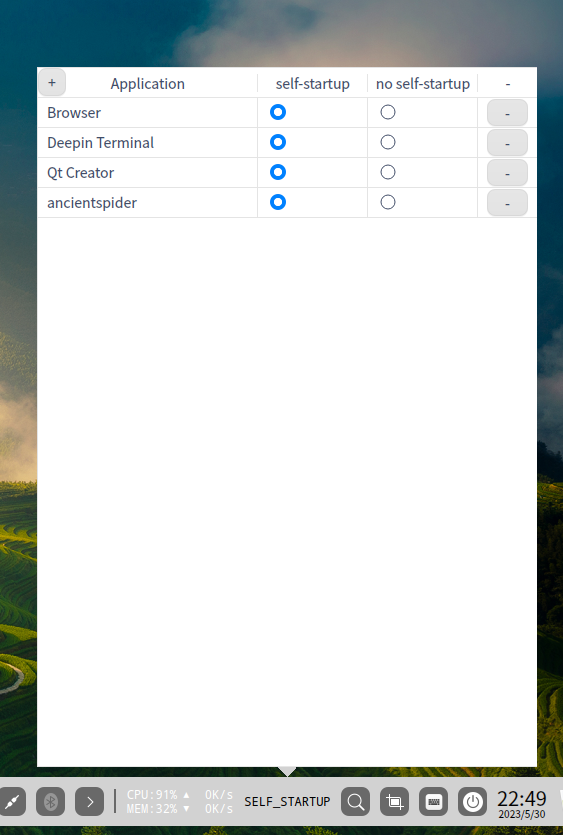 + Application self-startup no self-startup -
Browser -
Deepin Terminal -
Qt Creator -
ancientspider -
CPU:91% ▲ 0K/s
MEM:32% ▼ 0K/s
SELF_STARTUP
22:49
2023/5/30